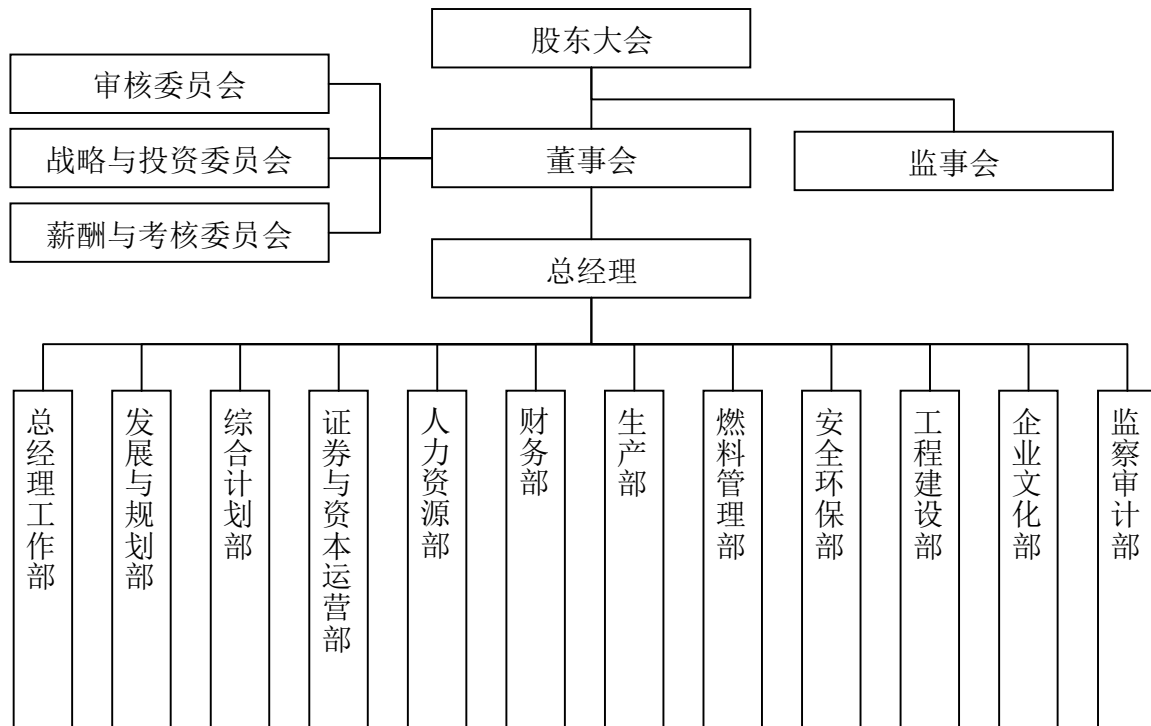 股东大会
审核委员会
战略与投资委员会
董事会
监事会
薪酬与考核委员会
总经理
总经理工作部
发展与规划部
综合计划部
证券与资本运营部
人力资源部
财务部
生产部
燃料管理部
安全环保部
工程建设部
企业文化部
监察审计部